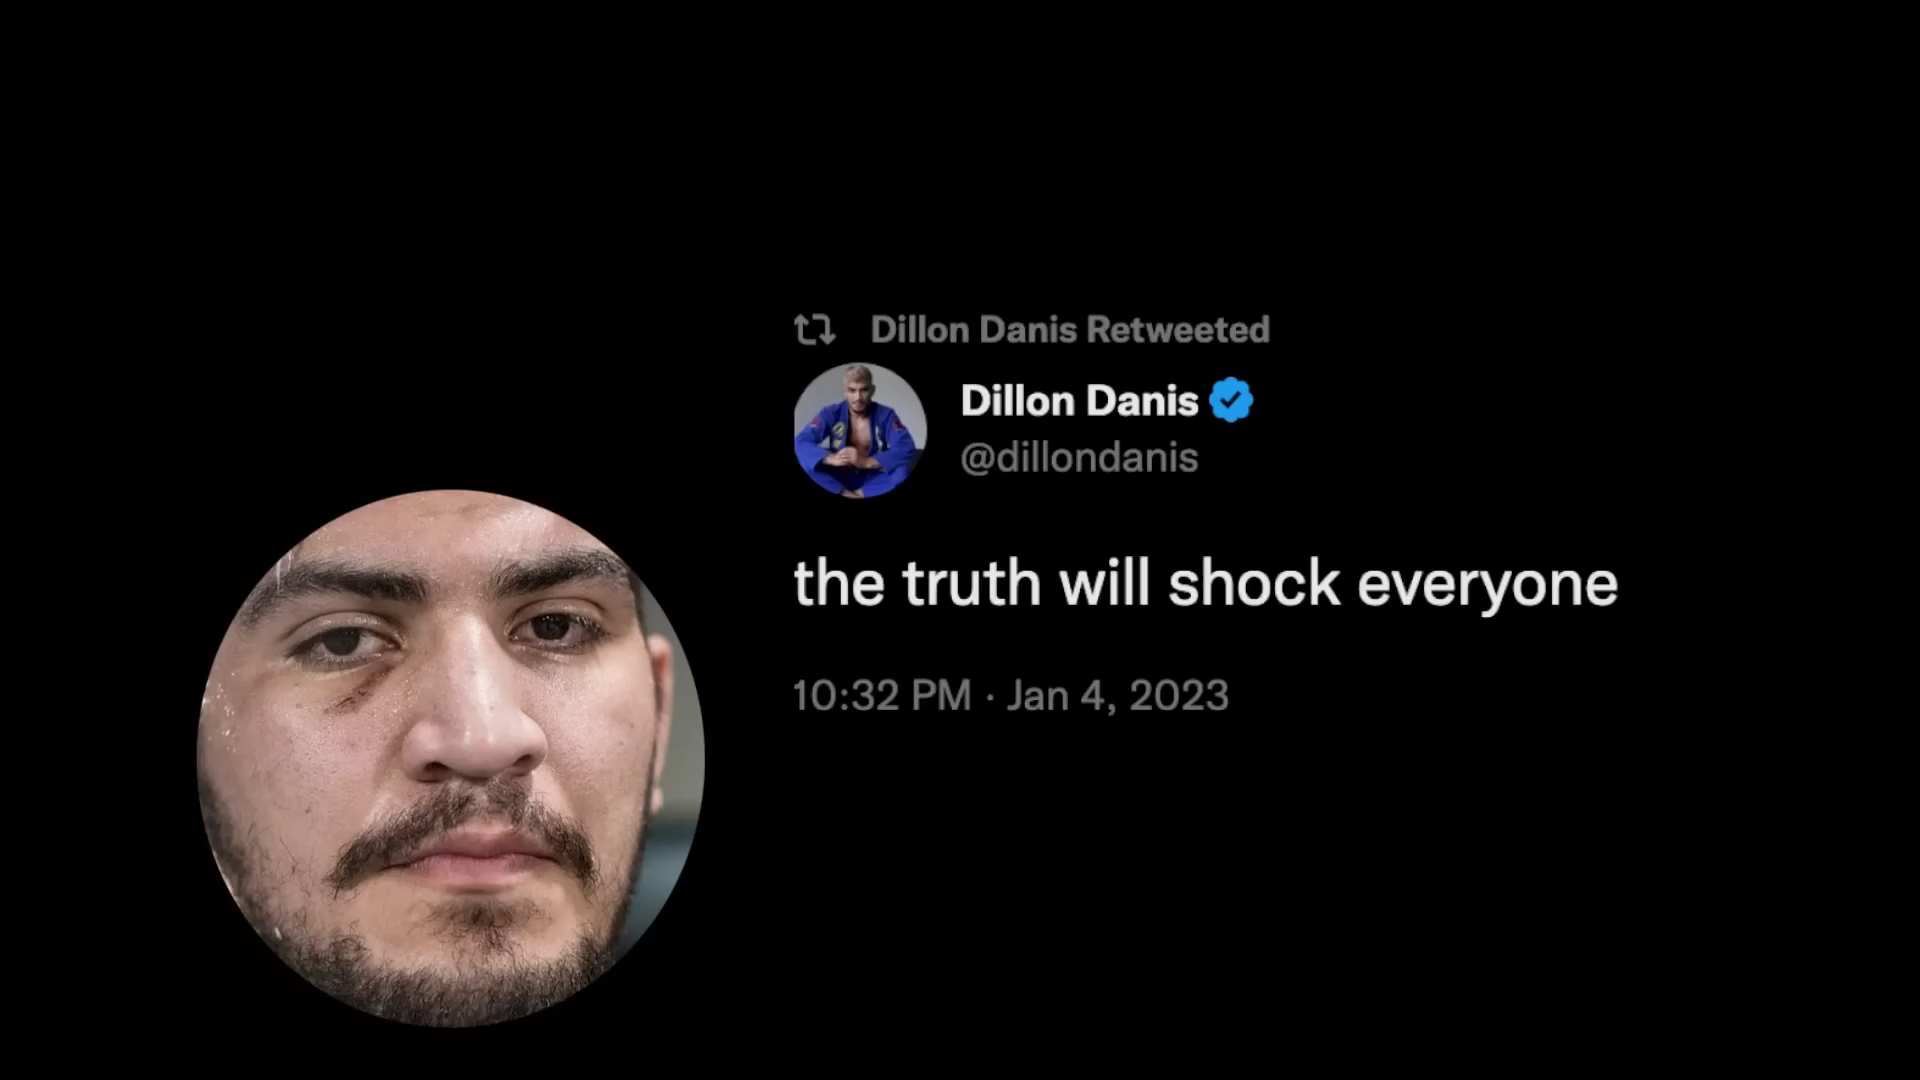 Dillon Danis Retweeted
Dillon Danis
@dillondanis
the truth will shock everyone
10:32 PM · Jan 4, 2023